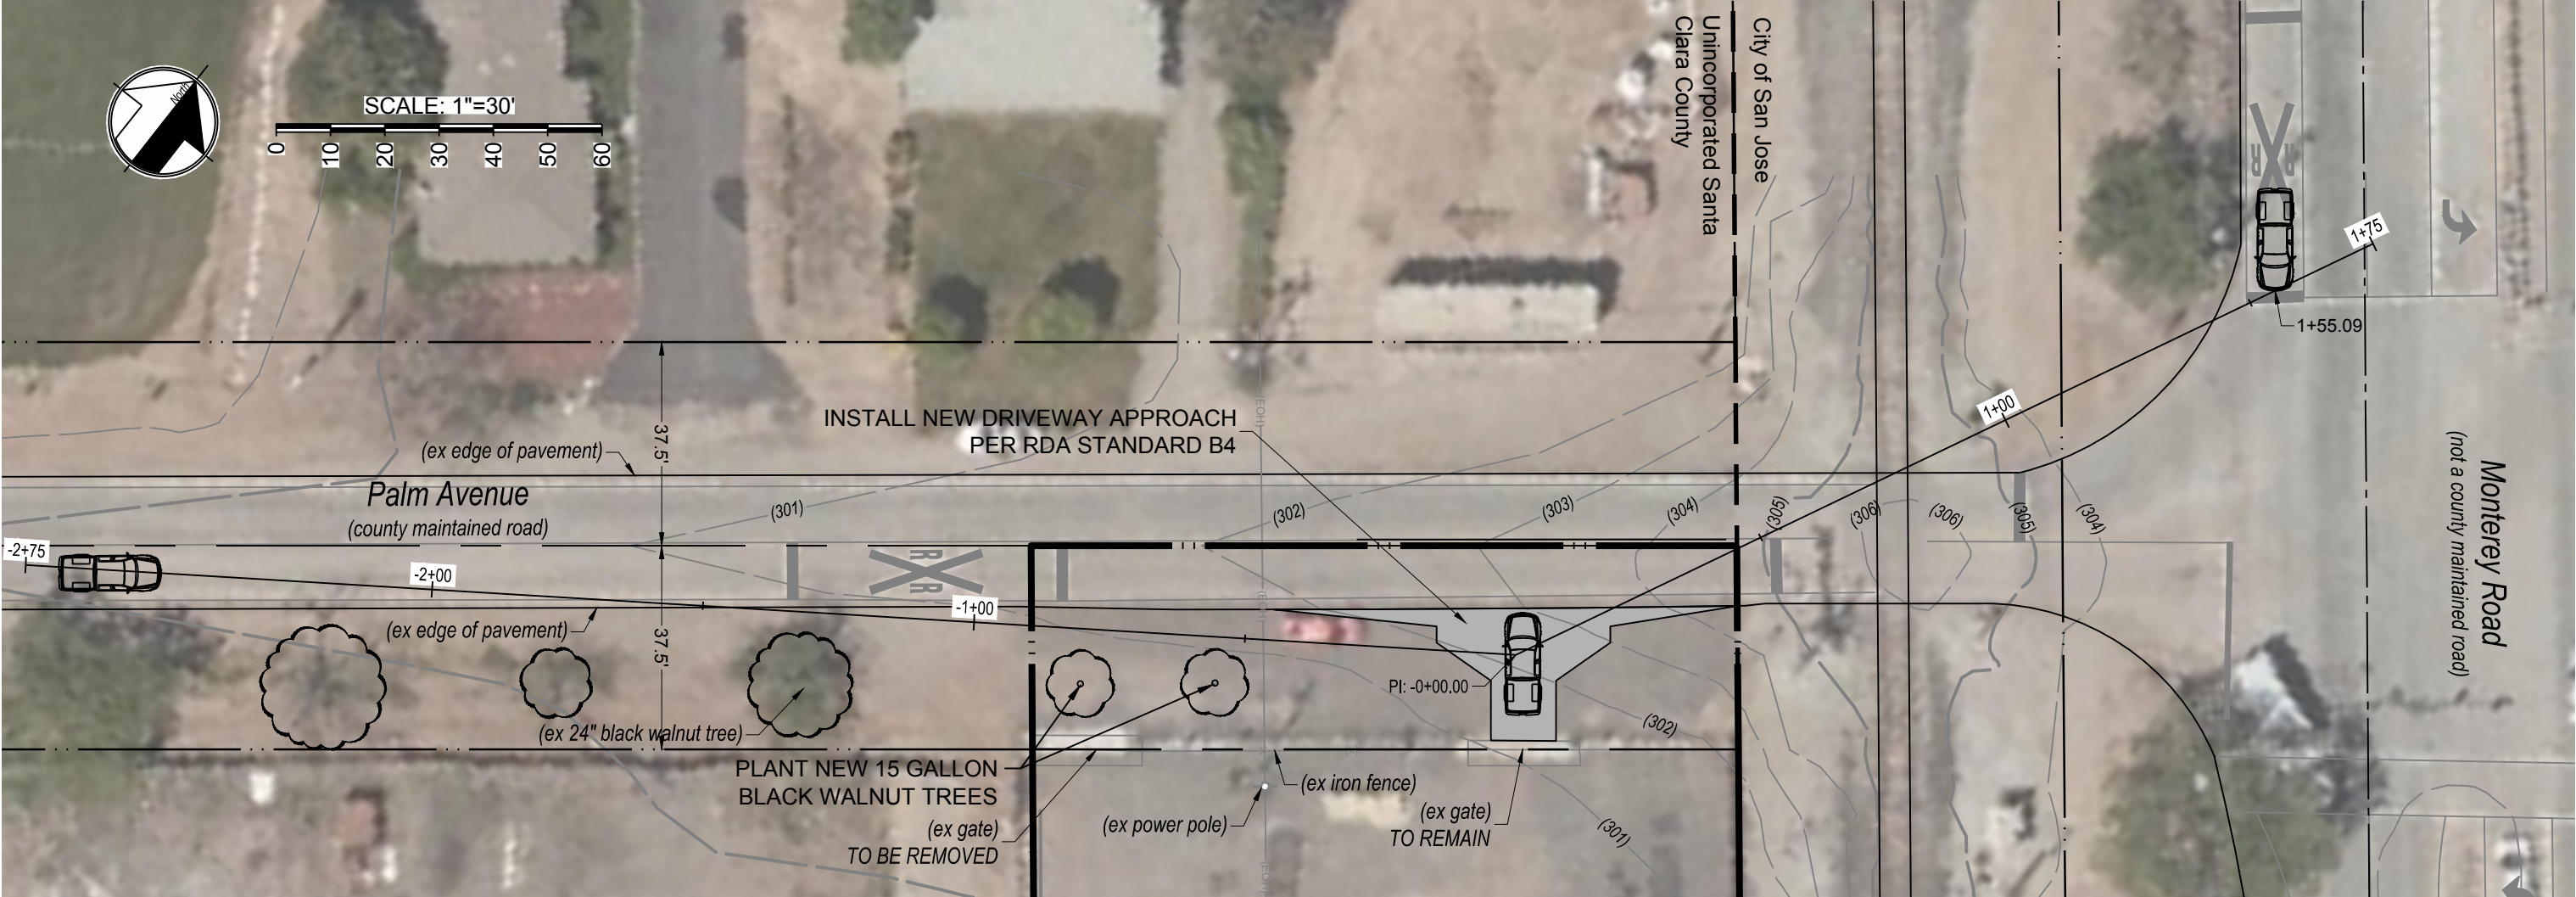 North
SCALE: 1"=30'
0 10 20 30 40 50 60
Unincorporated Santa
Clara County
City of San Jose
R R
1+75
1+55.09
1+00
INSTALL NEW DRIVEWAY APPROACH
PER RDA STANDARD B4
37.5'
(ex edge of pavement)
Palm Avenue
(county maintained road)
(301)
(302)
(303)
(304)
(305)
(306)
(306)
(305)
(304)
Monterey Road
(not a county maintained road)
-2+75
-2+00
R R
-1+00
(ex edge of pavement)
37.5'
PI: -0+00.00
(302)
(ex 24" black walnut tree)
PLANT NEW 15 GALLON
BLACK WALNUT TREES
(ex gate)
TO BE REMOVED
(ex iron fence)
(ex power pole)
(ex gate)
TO REMAIN
(301)